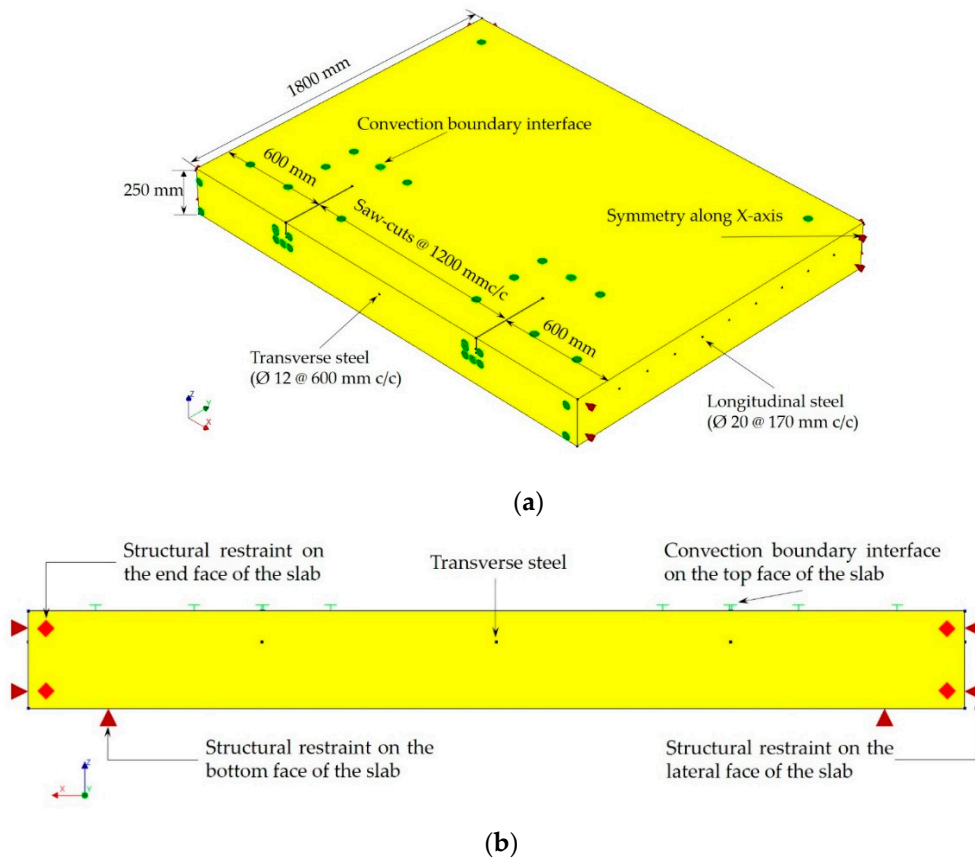 1800 mm
Convection boundary interface
600 mm
250 mm
Symmetry along X-axis
Saw-cuts @ 1200 mmc/c
600 mm
Transverse steel
(Ø 12 @ 600 mm c/c)
Longitudinal steel
(Ø 20 @ 170 mm c/c)
Z
Y
X
(a)
Structural restraint on
the end face of the slab
Transverse steel
Convection boundary interface
on the top face of the slab
Structural restraint on the
bottom face of the slab
Structural restraint on the
lateral face of the slab
Z
X
Y
(b)